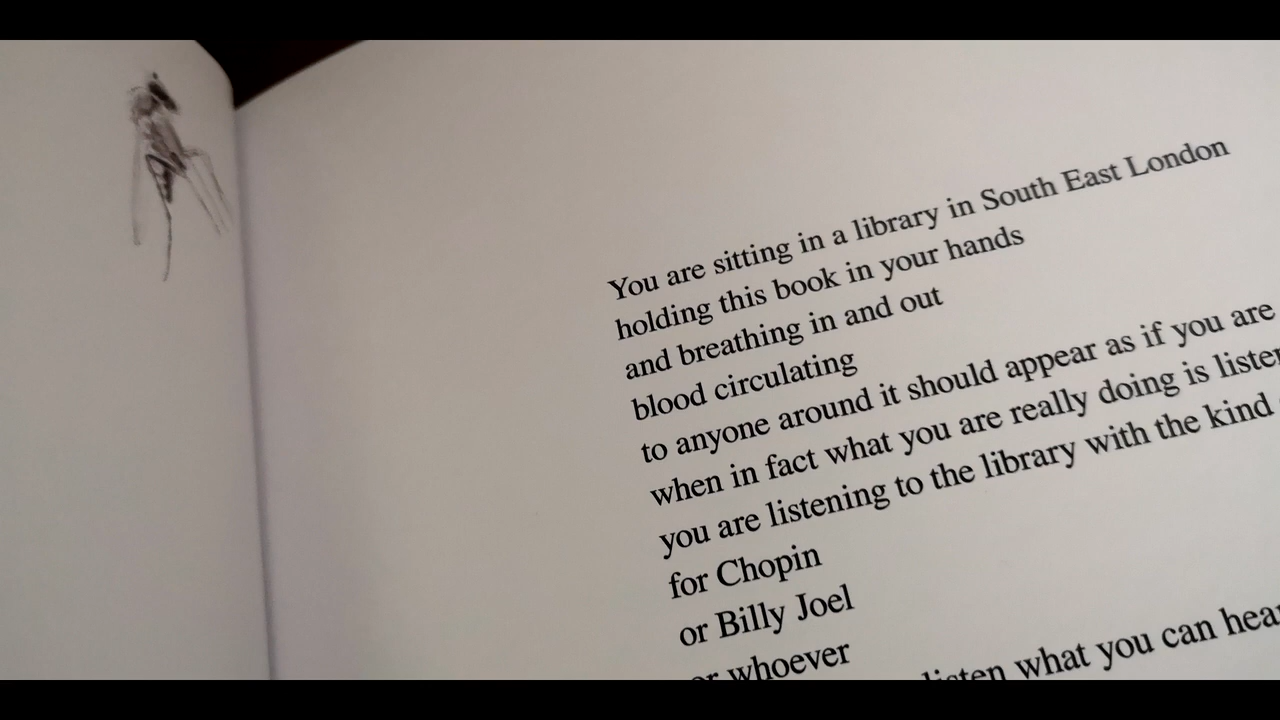 You are sitting in a library in South East London
holding this book in your hands
and breathing in and out
blood circulating
to anyone around it should appear as if you are
when in fact what you are really doing is
you are listening to the library with the kind
for Chopin
or Billy Joel
or whoever
listen what you can hear